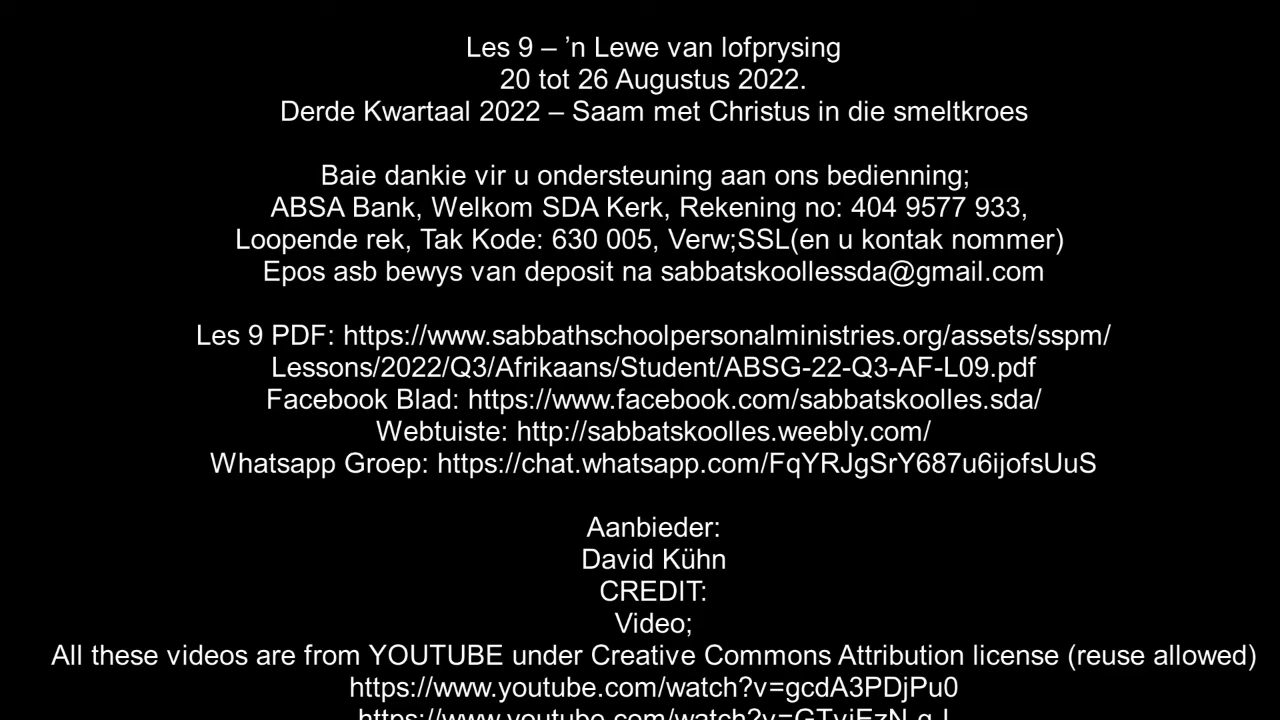 Les 9 – ’n Lewe van lofprysing
20 tot 26 Augustus 2022.
Derde Kwartaal 2022 – Saam met Christus in die smeltkroes
Baie dankie vir u ondersteuning aan ons bedienning;
ABSA Bank, Welkom SDA Kerk, Rekening no: 404 9577 933,
Loopende rek, Tak Kode: 630 005, Verw;SSL(en u kontak nommer)
Epos asb bewys van deposit na sabbatskoollessda@gmail.com
Les 9 PDF: https://www.sabbathschoolpersonalministries.org/assets/sspm/
Lessons/2022/Q3/Afrikaans/Student/ABSG-22-Q3-AF-L09.pdf
Facebook Blad: https://www.facebook.com/sabbatskoolles.sda/
Webtuiste: http://sabbatskoolles.weebly.com/
Whatsapp Groep: https://chat.whatsapp.com/FqYRJgSrY687u6ijofsUuS
Aanbieder:
David Kühn
CREDIT:
Video;
All these videos are from YOUTUBE under Creative Commons Attribution license (reuse allowed)
https://www.youtube.com/watch?v=gcdA3PDjPu0